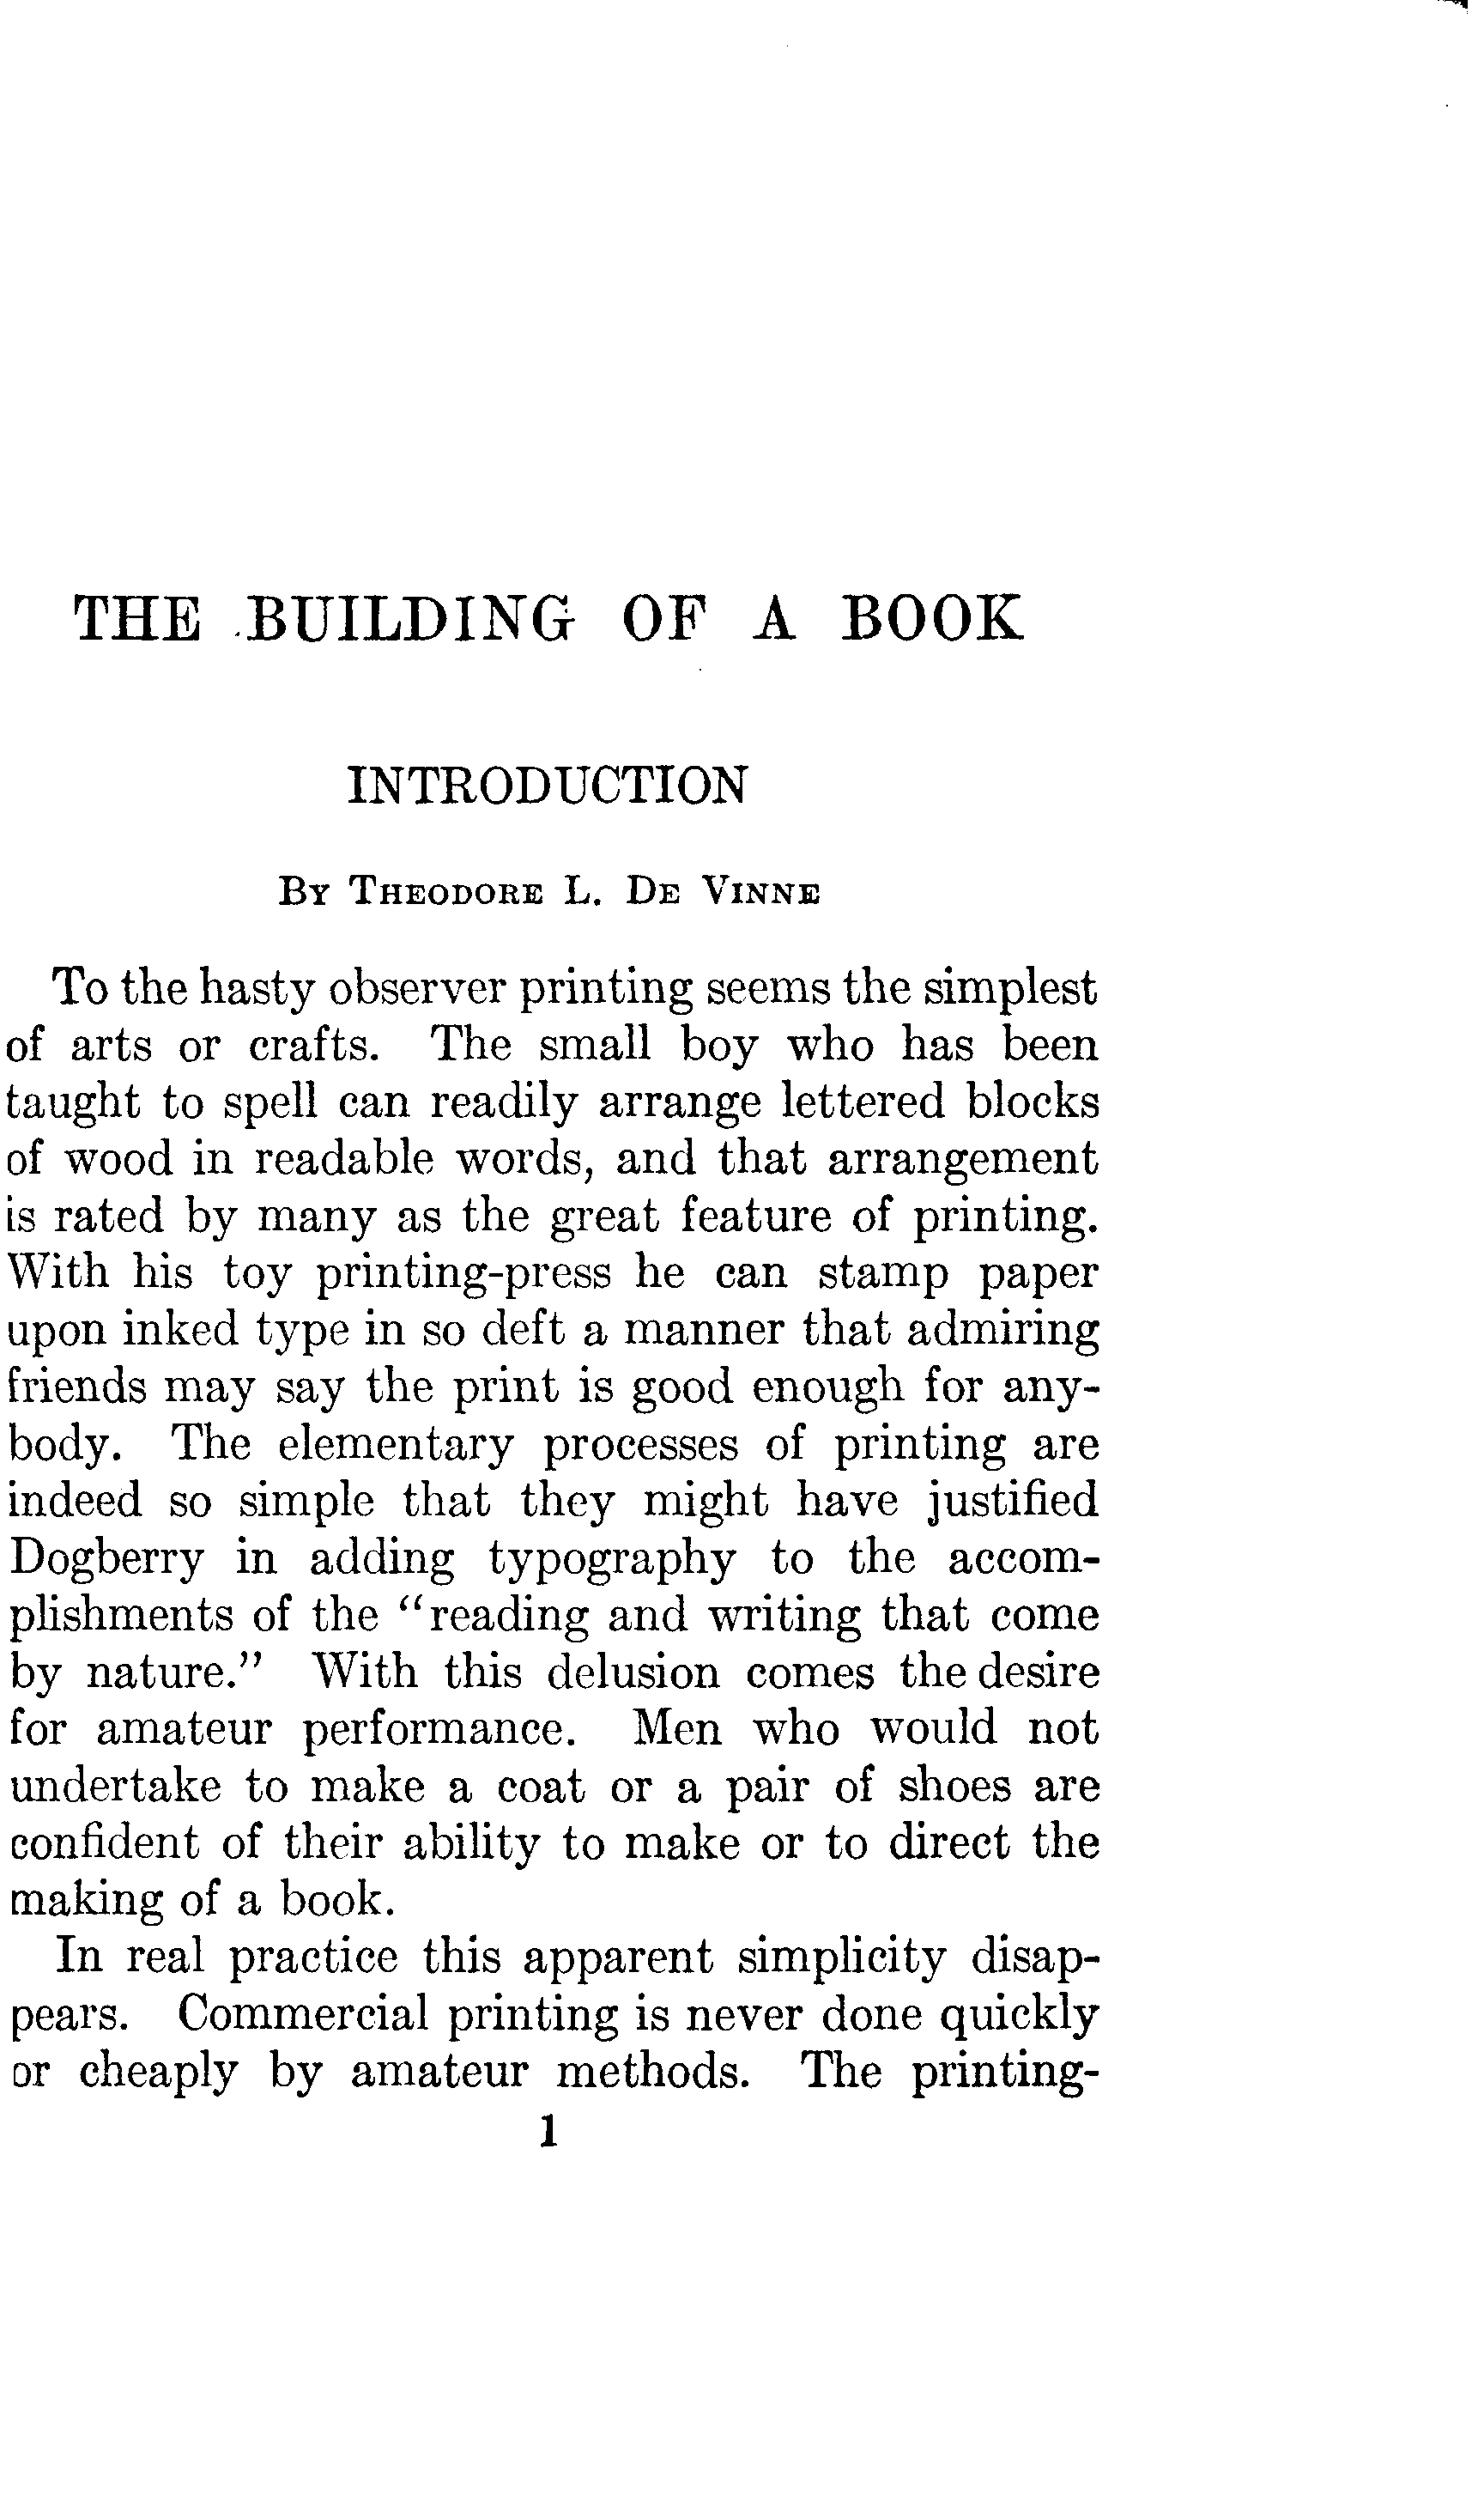 THE BUILDING OF A BOOK
INTRODUCTION
BY THEODORE L. DE VINNE
To the hasty observer printing seems the simplest
of arts or crafts. The small boy who has been
taught to spell can readily arrange lettered blocks
of wood in readable words, and that arrangement
is rated by many as the great feature of printing.
With his toy printing-press he can stamp paper
upon inked type in so deft a manner that admiring
friends may say the print is good enough for any-
body. The elementary processes of printing are
indeed so simple that they might have justified
Dogberry in adding typography to the accom-
plishments of the “reading and writing that come
by nature.” With this delusion comes the desire
for amateur performance. Men who would not
undertake to make a coat or a pair of shoes are
confident of their ability to make or to direct the
making of a book.
In real practice this apparent simplicity disap-
pears. Commercial printing is never done quickly
or cheaply by amateur methods. The printing-
1